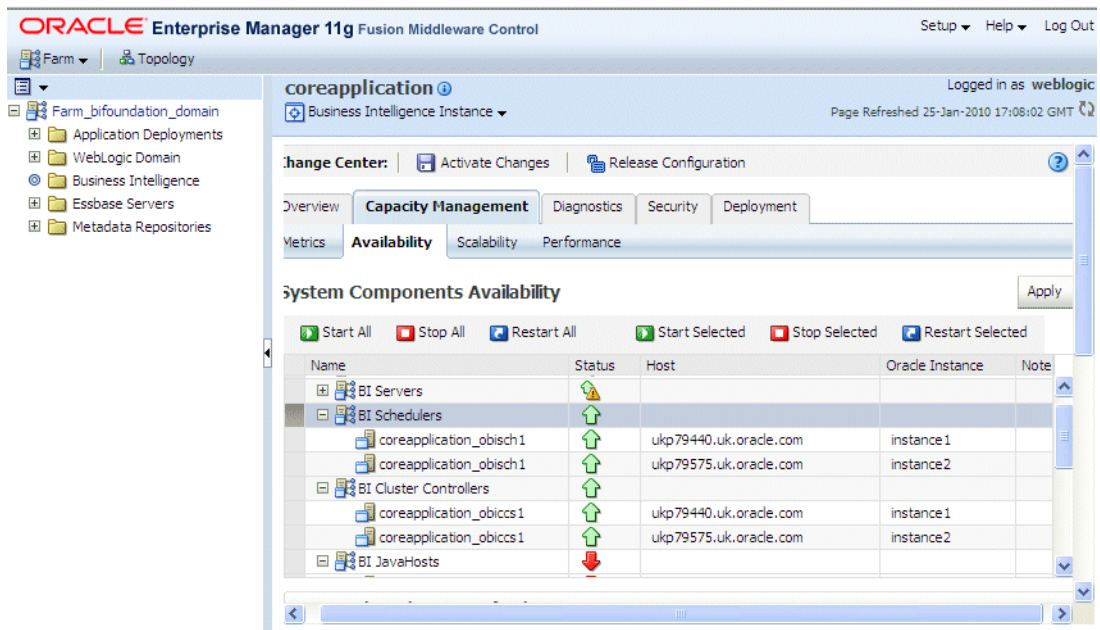 ORACLE Enterprise Manager 11g Fusion Middleware Control
Setup Help Log Out
Farm Topology
Farm_bifoundation_domain
Application Deployments
WebLogic Domain
Business Intelligence
Essbase Servers
Metadata Repositories
coreapplication
Logged in as weblogic
Business Intelligence Instance
Page Refreshed 25-Jan-2010 17:08:02 GMT
Change Center: Activate Changes Release Configuration
Overview Capacity Management Diagnostics Security Deployment
Metrics Availability Scalability Performance
System Components Availability
Apply
Start All Stop All Restart All Start Selected Stop Selected Restart Selected
Name Status Host Oracle Instance Note
BI Servers
BI Schedulers
coreapplication_obisch1 ukp79440.uk.oracle.com instance1
coreapplication_obisch1 ukp79575.uk.oracle.com instance2
BI Cluster Controllers
coreapplication_obiccs1 ukp79440.uk.oracle.com instance1
coreapplication_obiccs1 ukp79575.uk.oracle.com instance2
BI JavaHosts